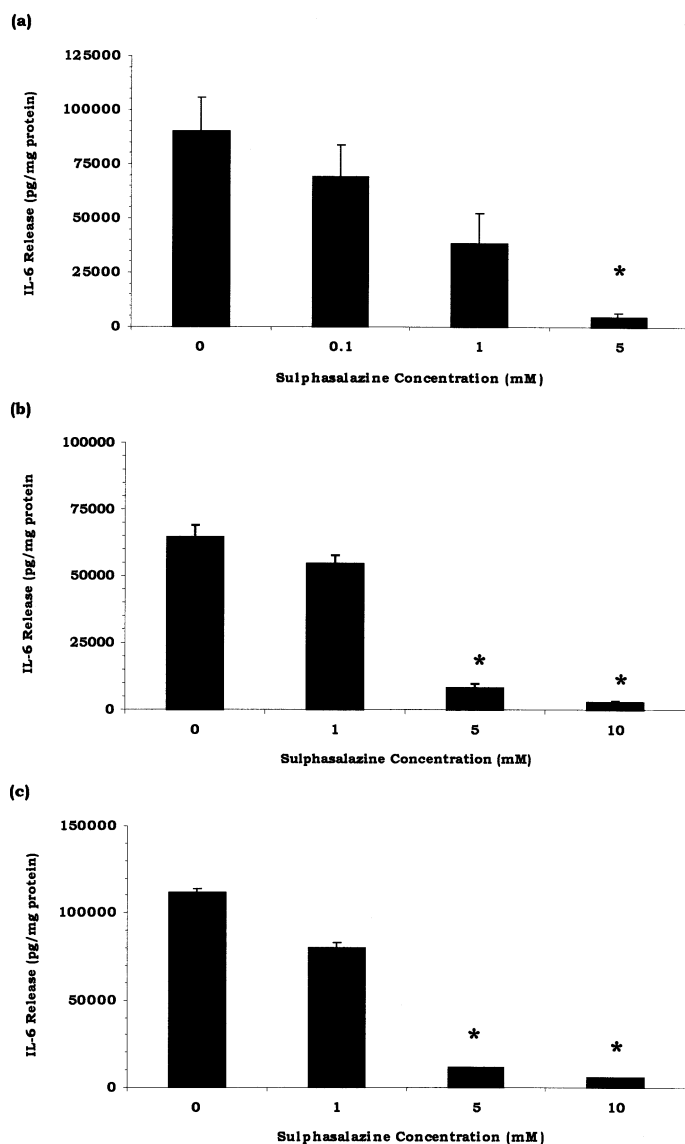 (a)
125000
100000
75000
50000
25000
0
IL-6 Release (pg/mg protein)
*
0 0.1 1 5
Sulphasalazine Concentration (mM)
(b)
100000
75000
50000
25000
0
IL-6 Release (pg/mg protein
* *
0 1 5 10
Sulphasalazine Concentration (mM)
(c)
150000
100000
50000
0
IL-6 Release (pg/mg protein)
* *
0 1 5 10
Sulphasalazine Concentration (mM)